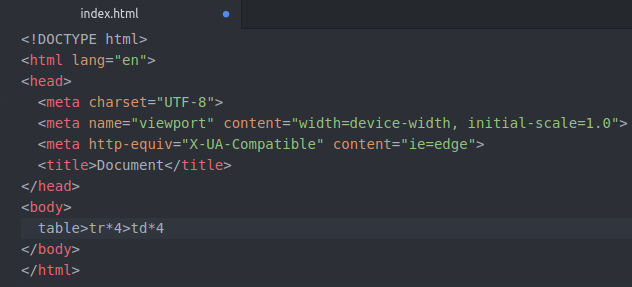 index.html
<!DOCTYPE html>
<html lang="en">
<head>
  <meta charset="UTF-8">
  <meta name="viewport" content="width=device-width, initial-scale=1.0">
  <meta http-equiv="X-UA-Compatible" content="ie=edge">
  <title>Document</title>
</head>
<body>
  table>tr*4>td*4
</body>
</html>